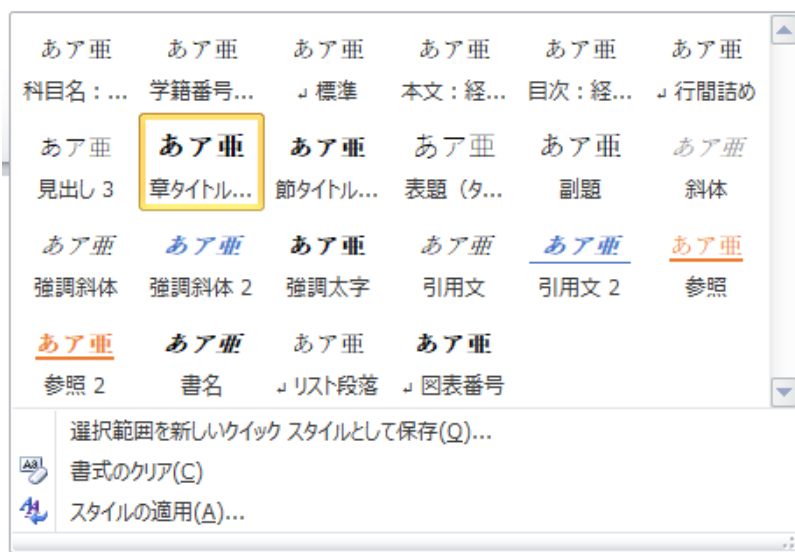 あア亜 あア亜 あア亜 あア亜 あア亜 あア亜
科目名：... 学籍番号... ↲ 標準 本文：経... 目次：経... ↲ 行間詰め
あア亜 あア亜 あア亜 あア亜 あア亜 あア亜
見出し 3 章タイトル... 節タイトル... 表題（タ... 副題 斜体
あア亜 あア亜 あア亜 あア亜 あア亜 あア亜
強調斜体 強調斜体 2 強調太字 引用文 引用文 2 参照
あア亜 あア亜 あア亜 あア亜
参照 2 書名 ↲ リスト段落 ↲ 図表番号
選択範囲を新しいクイック スタイルとして保存(Q)...
書式のクリア(C)
スタイルの適用(A)...